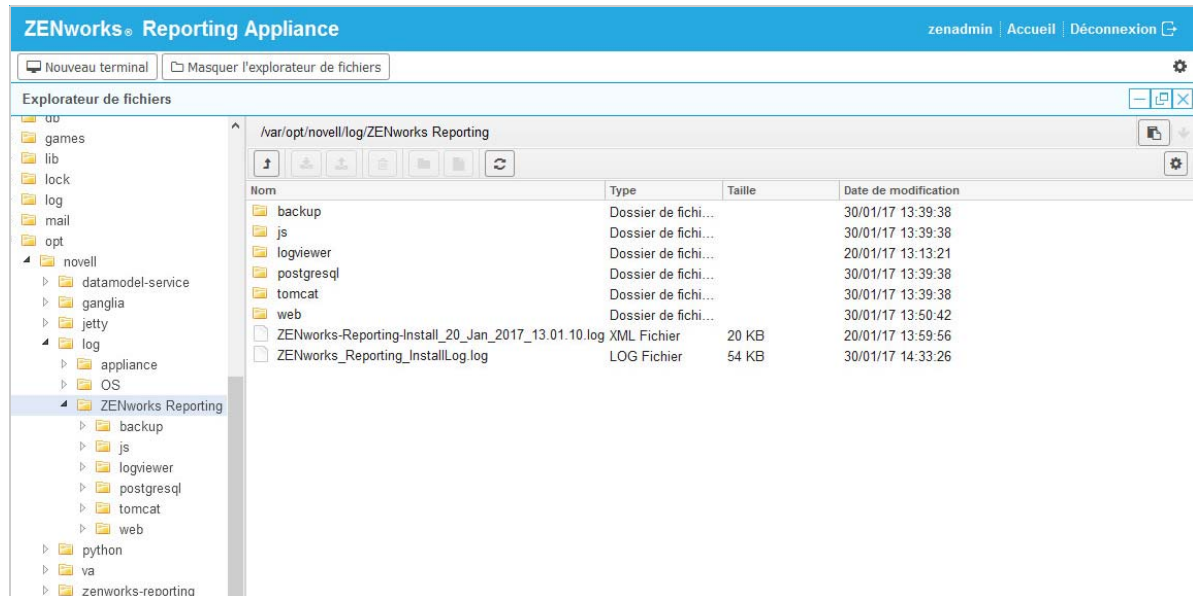 ZENworks® Reporting Appliance
zenadmin Accueil Déconnexion
Nouveau terminal Masquer l'explorateur de fichiers
Explorateur de fichiers
db
games
lib
lock
log
mail
opt
novell
datamodel-service
ganglia
jetty
log
appliance
OS
ZENworks Reporting
backup
js
logviewer
postgresql
tomcat
web
python
va
zenworks-reporting
/var/opt/novell/log/ZENworks Reporting
Nom Type Taille Date de modification
backup Dossier de fichi... 30/01/17 13:39:38
js Dossier de fichi... 30/01/17 13:39:38
logviewer Dossier de fichi... 20/01/17 13:13:21
postgresql Dossier de fichi... 30/01/17 13:39:38
tomcat Dossier de fichi... 30/01/17 13:39:38
web Dossier de fichi... 30/01/17 13:50:42
ZENworks-Reporting-Install_20_Jan_2017_13.01.10.log XML Fichier 20 KB 20/01/17 13:59:56
ZENworks_Reporting_InstallLog.log LOG Fichier 54 KB 30/01/17 14:33:26